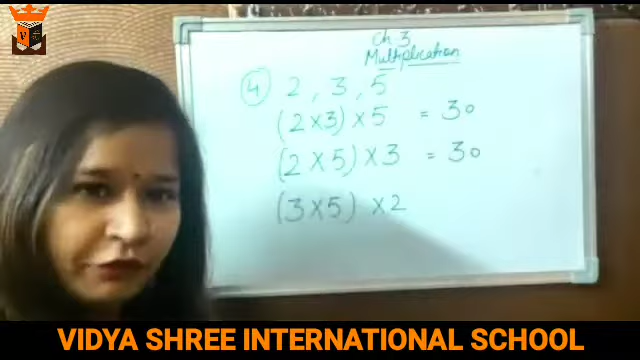 Ch 3
Multiplication
4 2, 3, 5
(2×3) × 5 = 30
(2×5) × 3 = 30
(3×5) × 2
VIDYA SHREE INTERNATIONAL SCHOOL